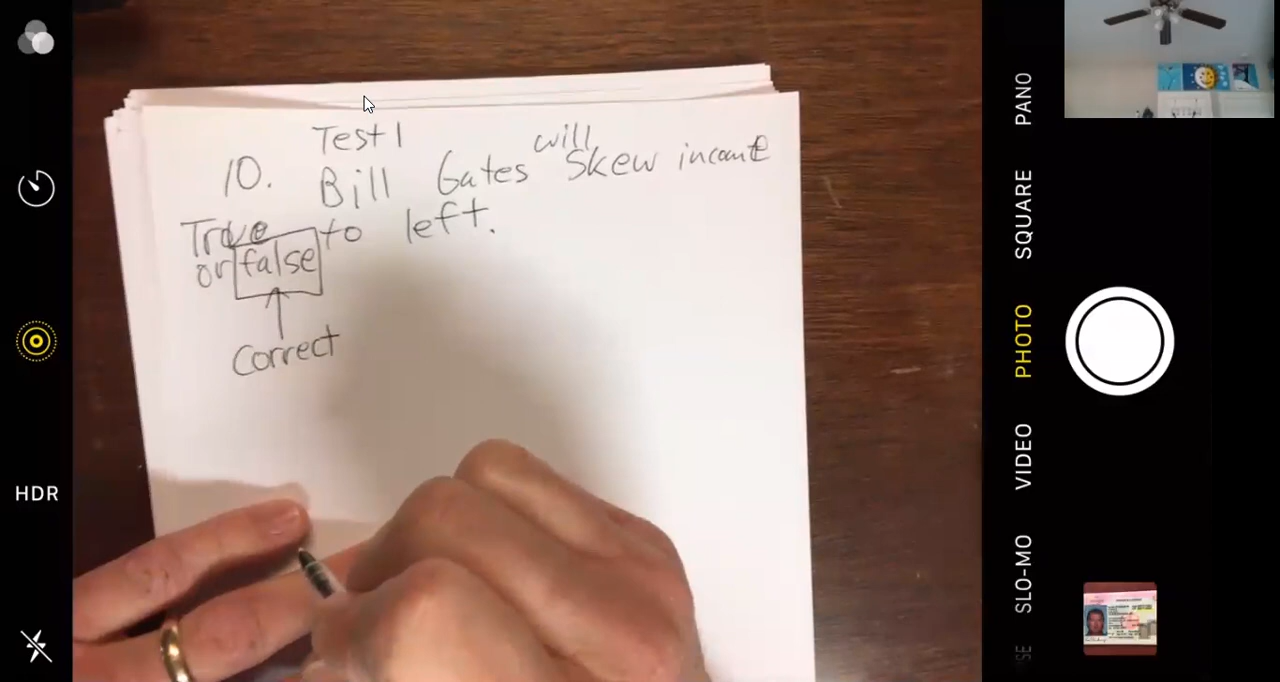 Test 1
10. Bill Gates will Skew income
True to left.
or false
Correct
HDR
PANO
SQUARE
PHOTO
VIDEO
SLO-MO